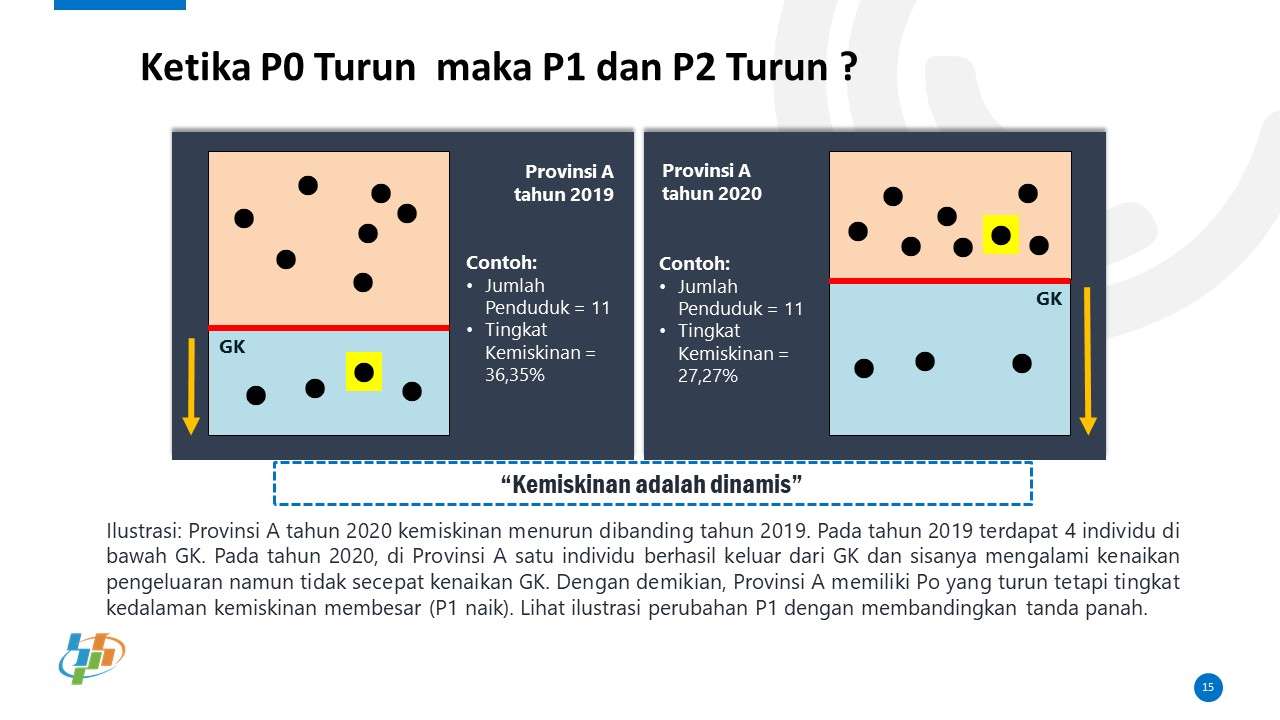 Ketika P0 Turun maka P1 dan P2 Turun ?
Provinsi A
tahun 2019
Contoh:
• Jumlah
Penduduk = 11
• Tingkat
Kemiskinan =
36,35%
GK
Provinsi A
tahun 2020
Contoh:
• Jumlah
Penduduk = 11
• Tingkat
Kemiskinan =
27,27%
GK
“Kemiskinan adalah dinamis”
Ilustrasi: Provinsi A tahun 2020 kemiskinan menurun dibanding tahun 2019. Pada tahun 2019 terdapat 4 individu di
bawah GK. Pada tahun 2020, di Provinsi A satu individu berhasil keluar dari GK dan sisanya mengalami kenaikan
pengeluaran namun tidak secepat kenaikan GK. Dengan demikian, Provinsi A memiliki Po yang turun tetapi tingkat
kedalaman kemiskinan membesar (P1 naik). Lihat ilustrasi perubahan P1 dengan membandingkan tanda panah.
15